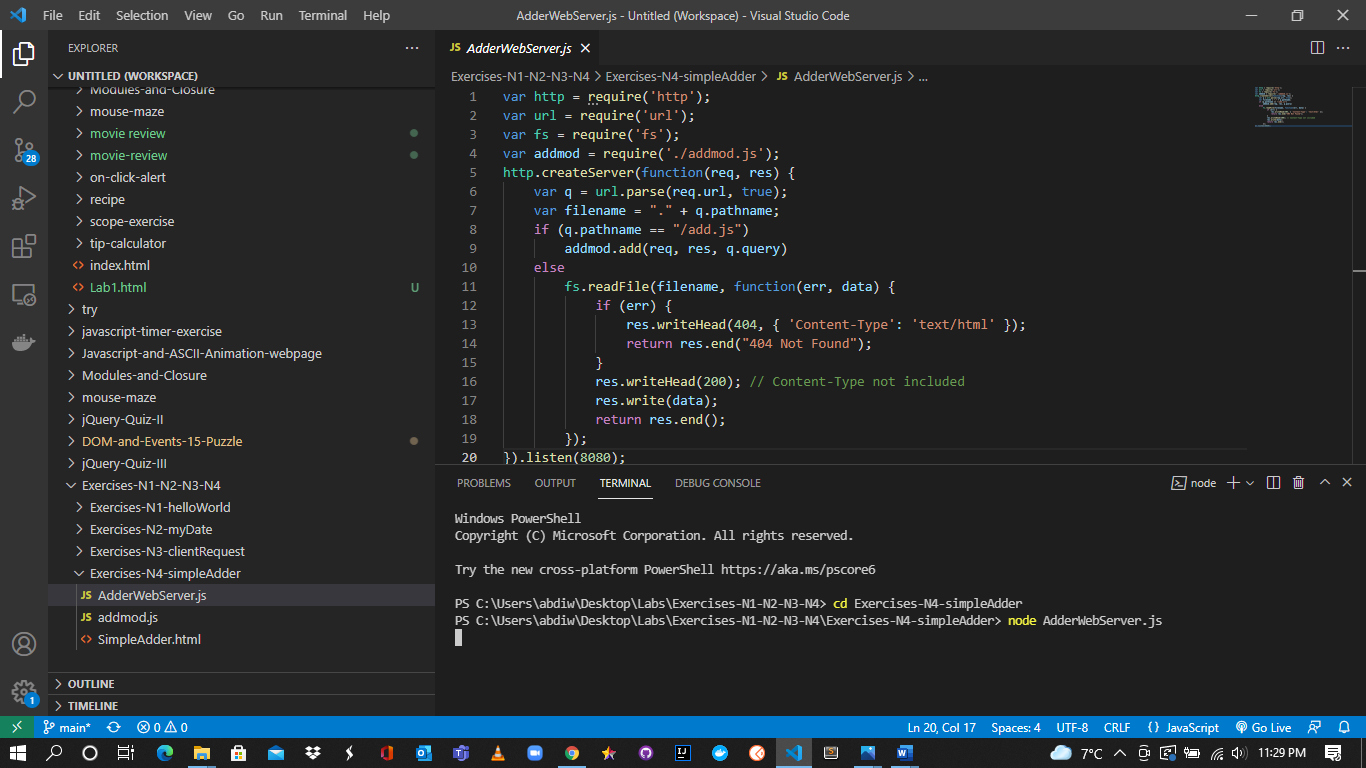 File Edit Selection View Go Run Terminal Help AdderWebServer.js - Untitled (Workspace) - Visual Studio Code
EXPLORER
UNTITLED (WORKSPACE)
Modules-and-Closure
mouse-maze
movie review
movie-review
on-click-alert
recipe
scope-exercise
tip-calculator
<> index.html
<> Lab1.html U
try
javascript-timer-exercise
Javascript-and-ASCII-Animation-webpage
Modules-and-Closure
mouse-maze
jQuery-Quiz-II
DOM-and-Events-15-Puzzle
jQuery-Quiz-III
Exercises-N1-N2-N3-N4
Exercises-N1-helloWorld
Exercises-N2-myDate
Exercises-N3-clientRequest
Exercises-N4-simpleAdder
JS AdderWebServer.js
JS addmod.js
<> SimpleAdder.html
OUTLINE
TIMELINE
28
1
JS AdderWebServer.js
Exercises-N1-N2-N3-N4 > Exercises-N4-simpleAdder > JS AdderWebServer.js > ...
1 var http = require('http');
2 var url = require('url');
3 var fs = require('fs');
4 var addmod = require('./addmod.js');
5 http.createServer(function(req, res) {
6 var q = url.parse(req.url, true);
7 var filename = "." + q.pathname;
8 if (q.pathname == "/add.js")
9 addmod.add(req, res, q.query)
10 else
11 fs.readFile(filename, function(err, data) {
12 if (err) {
13 res.writeHead(404, { 'Content-Type': 'text/html' });
14 return res.end("404 Not Found");
15 }
16 res.writeHead(200); // Content-Type not included
17 res.write(data);
18 return res.end();
19 });
20 }).listen(8080);
PROBLEMS OUTPUT TERMINAL DEBUG CONSOLE node
Windows PowerShell
Copyright (C) Microsoft Corporation. All rights reserved.
Try the new cross-platform PowerShell https://aka.ms/pscore6
PS C:\Users\abdiw\Desktop\Labs\Exercises-N1-N2-N3-N4> cd Exercises-N4-simpleAdder
PS C:\Users\abdiw\Desktop\Labs\Exercises-N1-N2-N3-N4\Exercises-N4-simpleAdder> node AdderWebServer.js
main* 0 0 Ln 20, Col 17 Spaces: 4 UTF-8 CRLF {} JavaScript Go Live
7°C 11:29 PM